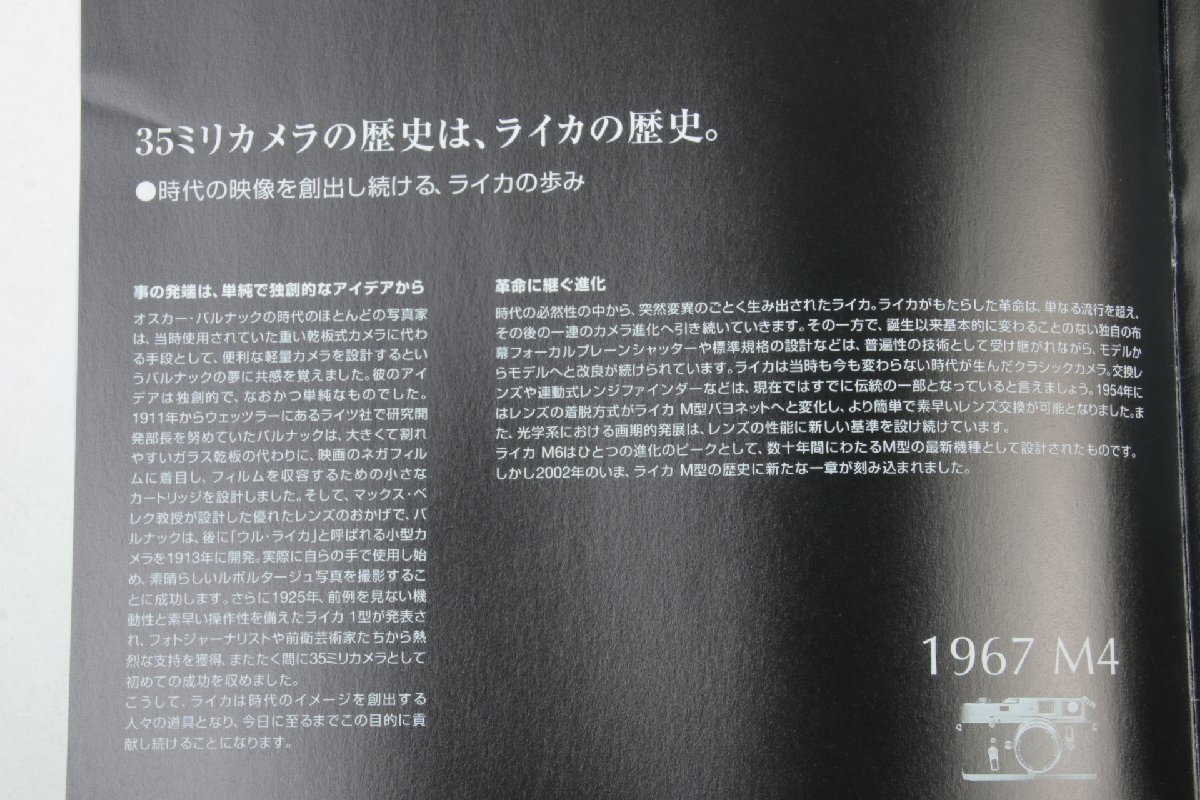 35ミリカメラの歴史は、ライカの歴史。
●時代の映像を創出し続ける、ライカの歩み
事の発端は、単純で独創的なアイデアから
オスカー・バルナックの時代のほとんどの写真家
は、当時使用されていた重い乾板式カメラに代わ
る手段として、便利な軽量カメラを設計するとい
うバルナックの夢に共感を覚えました。彼のアイ
デアは独創的で、なおかつ単純なものでした。
1911年からウェッツラーにあるライツ社で研究開
発部長を努めていたバルナックは、大きくて割れ
やすいガラス乾板の代わりに、映画のネガフィル
ムに着目し、フィルムを収容するための小さな
カートリッジを設計しました。そして、マックス・ベ
レク教授が設計した優れたレンズのおかげで、バ
ルナックは、後に「ウル・ライカ」と呼ばれる小型カ
メラを1913年に開発。実際に自らの手で使用し始
め、素晴らしいルポルタージュ写真を撮影するこ
とに成功します。さらに1925年、前例を見ない機
動性と素早い操作性を備えたライカ 1型が発表さ
れ、フォトジャーナリストや前衛芸術家たちから熱
烈な支持を獲得、またたく間に35ミリカメラとして
初めての成功を収めました。
こうして、ライカは時代のイメージを創出する
人々の道具となり、今日に至るまでこの目的に貢
献し続けることになります。
革命に継ぐ進化
時代の必然性の中から、突然変異のごとく生み出されたライカ。ライカがもたらした革命は、単なる流行を超え、
その後の一連のカメラ進化へ引き続いていきます。その一方で、誕生以来基本的に変わることのない独自の布
幕フォーカルプレーンシャッターや標準規格の設計などは、普遍性の技術として受け継がれながら、モデルか
らモデルへと改良が続けられています。ライカは当時も今も変わらない時代が生んだクラシックカメラ。交換レ
ンズや連動式レンジファインダーなどは、現在ではすでに伝統の一部となっていると言えましょう。1954年に
はレンズの着脱方式がライカ M型バヨネットへと変化し、より簡単で素早いレンズ交換が可能となりました。ま
た、光学系における画期的発展は、レンズの性能に新しい基準を設け続けています。
ライカ M6はひとつの進化のピークとして、数十年間にわたるM型の最新機種として設計されたものです。
しかし2002年のいま、ライカ M型の歴史に新たな一章が刻み込まれました。
1967 M4